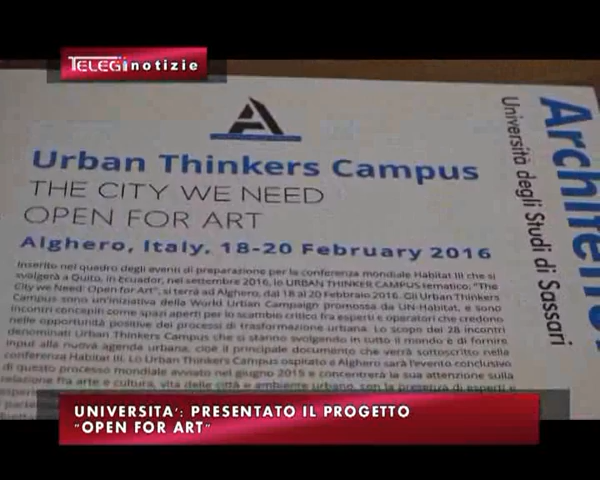 TELEGInotizie
Urban Thinkers Campus
THE CITY WE NEED
OPEN FOR ART
Alghero, Italy, 18-20 February 2016
Inserito nel quadro degli eventi di preparazione per la conferenza mondiale Habitat III che si
svolgerà a Quito, in Ecuador, nel settembre 2016, lo URBAN THINKER CAMPUS tematico, "The
City we Need: Open for Art", si terrà ad Alghero, dal 18 al 20 Febbraio 2016. Gli Urban Thinkers
Campus sono un'iniziativa della World Urban Campaign promossa da UN-Habitat, e sono
incontri concepiti come spazi aperti per lo scambio critico fra esperti e operatori che credono
nelle opportunità positive dei processi di trasformazione urbana. Lo scopo dei 28 incontri
denominati Urban Thinkers Campus che si stanno svolgendo in tutto il mondo è di fornire
input alla nuova agenda urbana, cioè il principale documento che verrà sottoscritto nella
conferenza Habitat III. Lo Urban Thinkers Campus ospitato e Alghero sarà l'evento conclusivo
di questo processo mondiale avviato nel giugno 2015 e concentrerà la sua attenzione sulla
relazione fra arte e cultura, vita delle città e ambiente urbano, con la presenza di esperti e
Università degli Studi di Sassari
UNIVERSITA': PRESENTATO IL PROGETTO
"OPEN FOR ART"